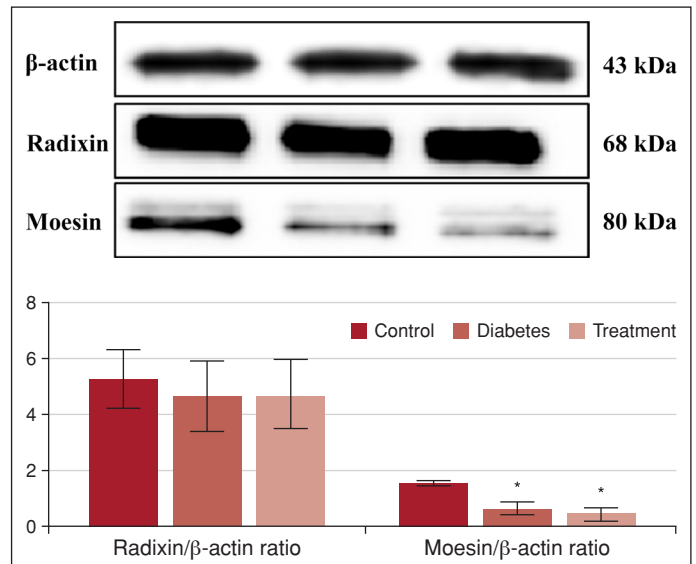 β-actin 43 kDa
Radixin 68 kDa
Moesin 80 kDa
8
Control Diabetes Treatment
6
4
2
* *
0
Radixin/β-actin ratio Moesin/β-actin ratio